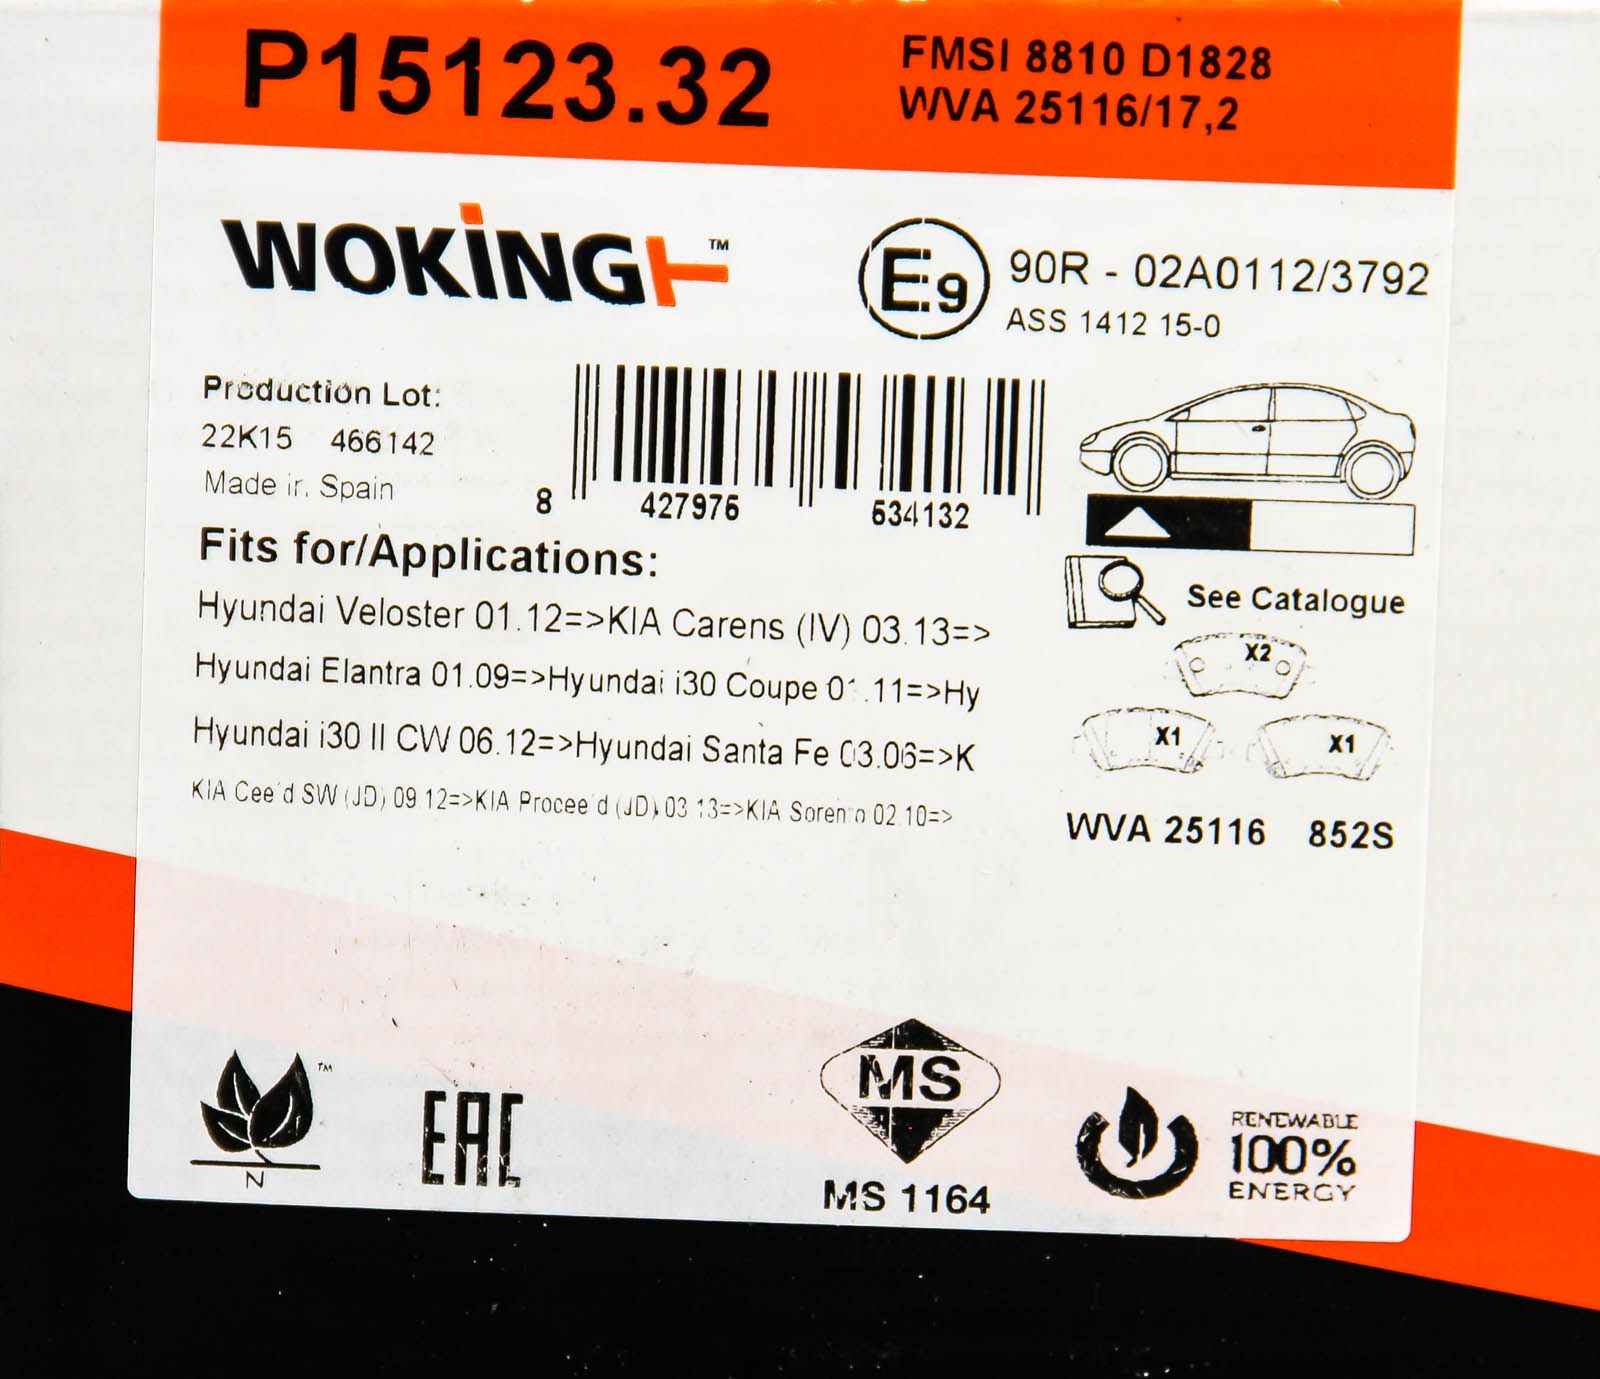 P15123.32
FMSI 8810 D1828
WVA 25116/17,2
WOKING™
E9
90R - 02A0112/3792
ASS 1412 15-0
Production Lot:
22K15 466142
Made in Spain
8 427976 534132
Fits for/Applications:
Hyundai Veloster 01.12=>KIA Carens (IV) 03.13=>
Hyundai Elantra 01.09=>Hyundai i30 Coupe 01.11=>Hy
Hyundai i30 II CW 06.12=>Hyundai Santa Fe 03.06=>K
KIA Cee'd SW (JD) 09.12=>KIA Procee'd (JD) 03.13=>KIA Sorento 02.10=>
See Catalogue
X2
X1 X1
WVA 25116 852S
™
N
EAC
MS
MS 1164
RENEWABLE
100%
ENERGY